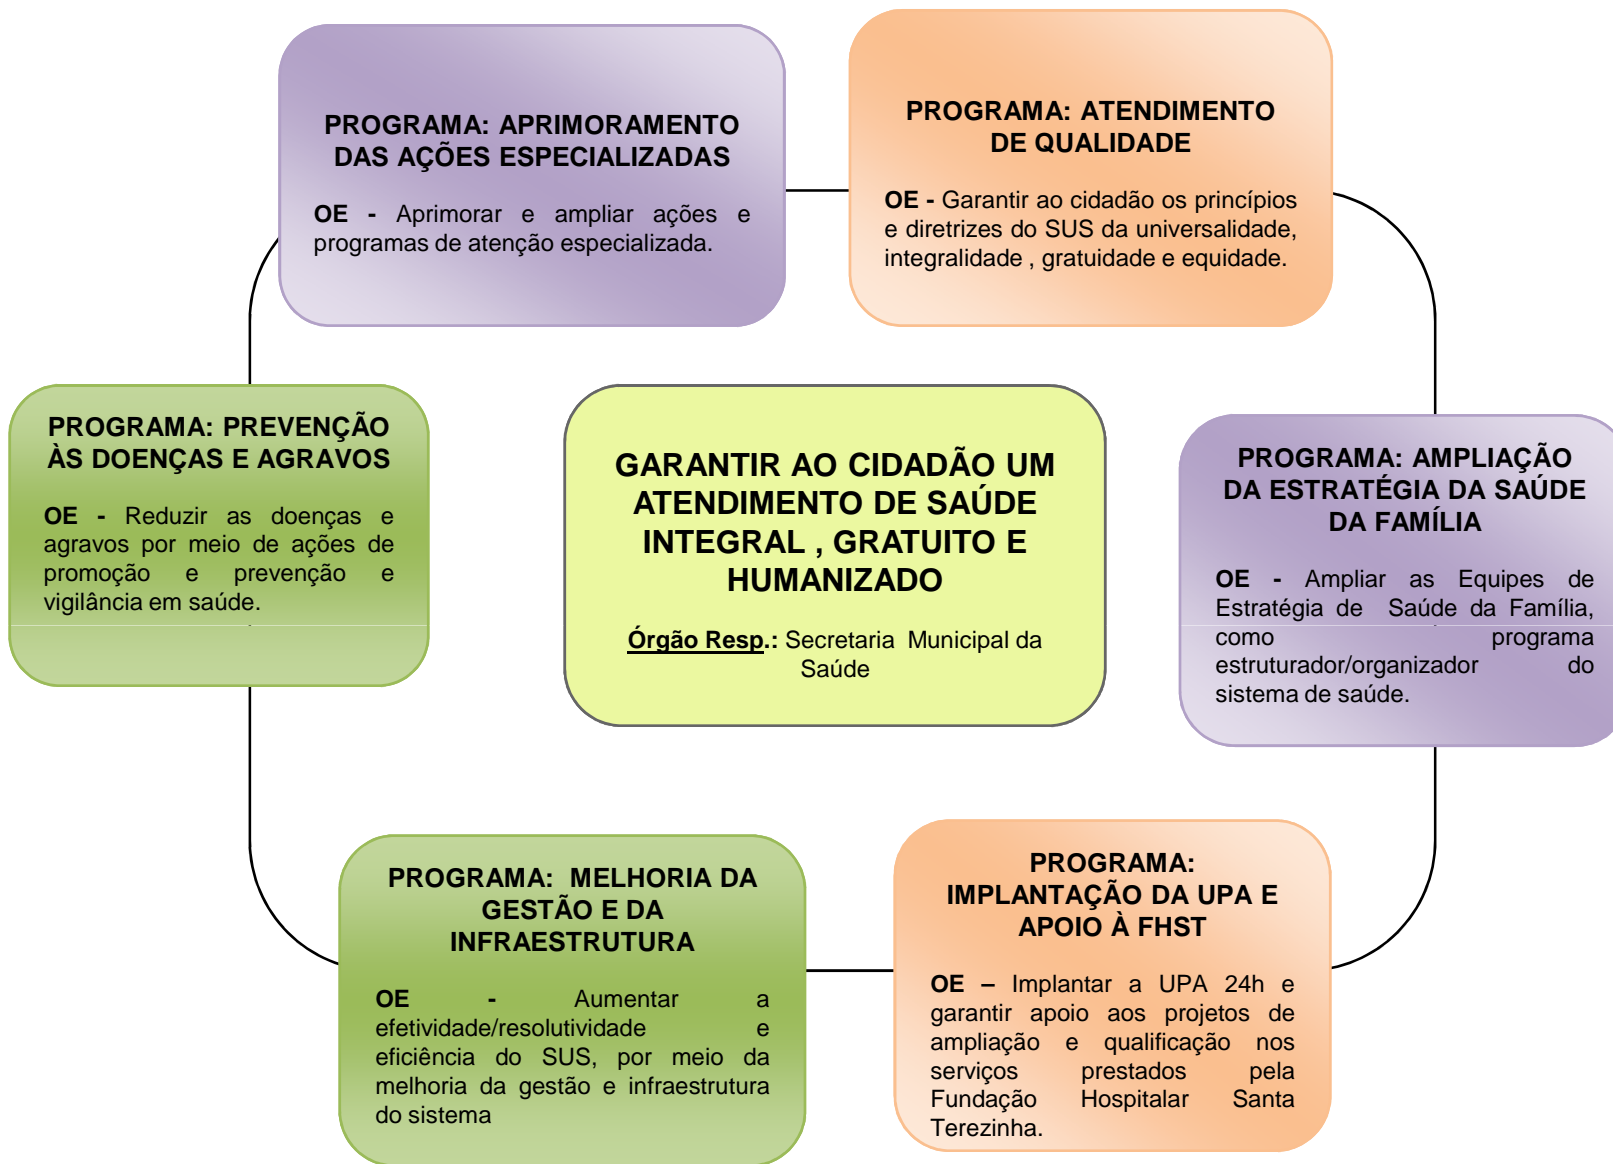 PROGRAMA: APRIMORAMENTO
DAS AÇÕES ESPECIALIZADAS
OE - Aprimorar e ampliar ações e
programas de atenção especializada.
PROGRAMA: ATENDIMENTO
DE QUALIDADE
OE - Garantir ao cidadão os princípios
e diretrizes do SUS da universalidade,
integralidade , gratuidade e equidade.
PROGRAMA: PREVENÇÃO
ÀS DOENÇAS E AGRAVOS
OE - Reduzir as doenças e
agravos por meio de ações de
promoção e prevenção e
vigilância em saúde.
GARANTIR AO CIDADÃO UM
ATENDIMENTO DE SAÚDE
INTEGRAL , GRATUITO E
HUMANIZADO
Órgão Resp.: Secretaria Municipal da
Saúde
PROGRAMA: AMPLIAÇÃO
DA ESTRATÉGIA DA SAÚDE
DA FAMÍLIA
OE - Ampliar as Equipes de
Estratégia de Saúde da Família,
como programa
estruturador/organizador do
sistema de saúde.
PROGRAMA: MELHORIA DA
GESTÃO E DA
INFRAESTRUTURA
OE - Aumentar a
efetividade/resolutividade e
eficiência do SUS, por meio da
melhoria da gestão e infraestrutura
do sistema
PROGRAMA:
IMPLANTAÇÃO DA UPA E
APOIO À FHST
OE – Implantar a UPA 24h e
garantir apoio aos projetos de
ampliação e qualificação nos
serviços prestados pela
Fundação Hospitalar Santa
Terezinha.